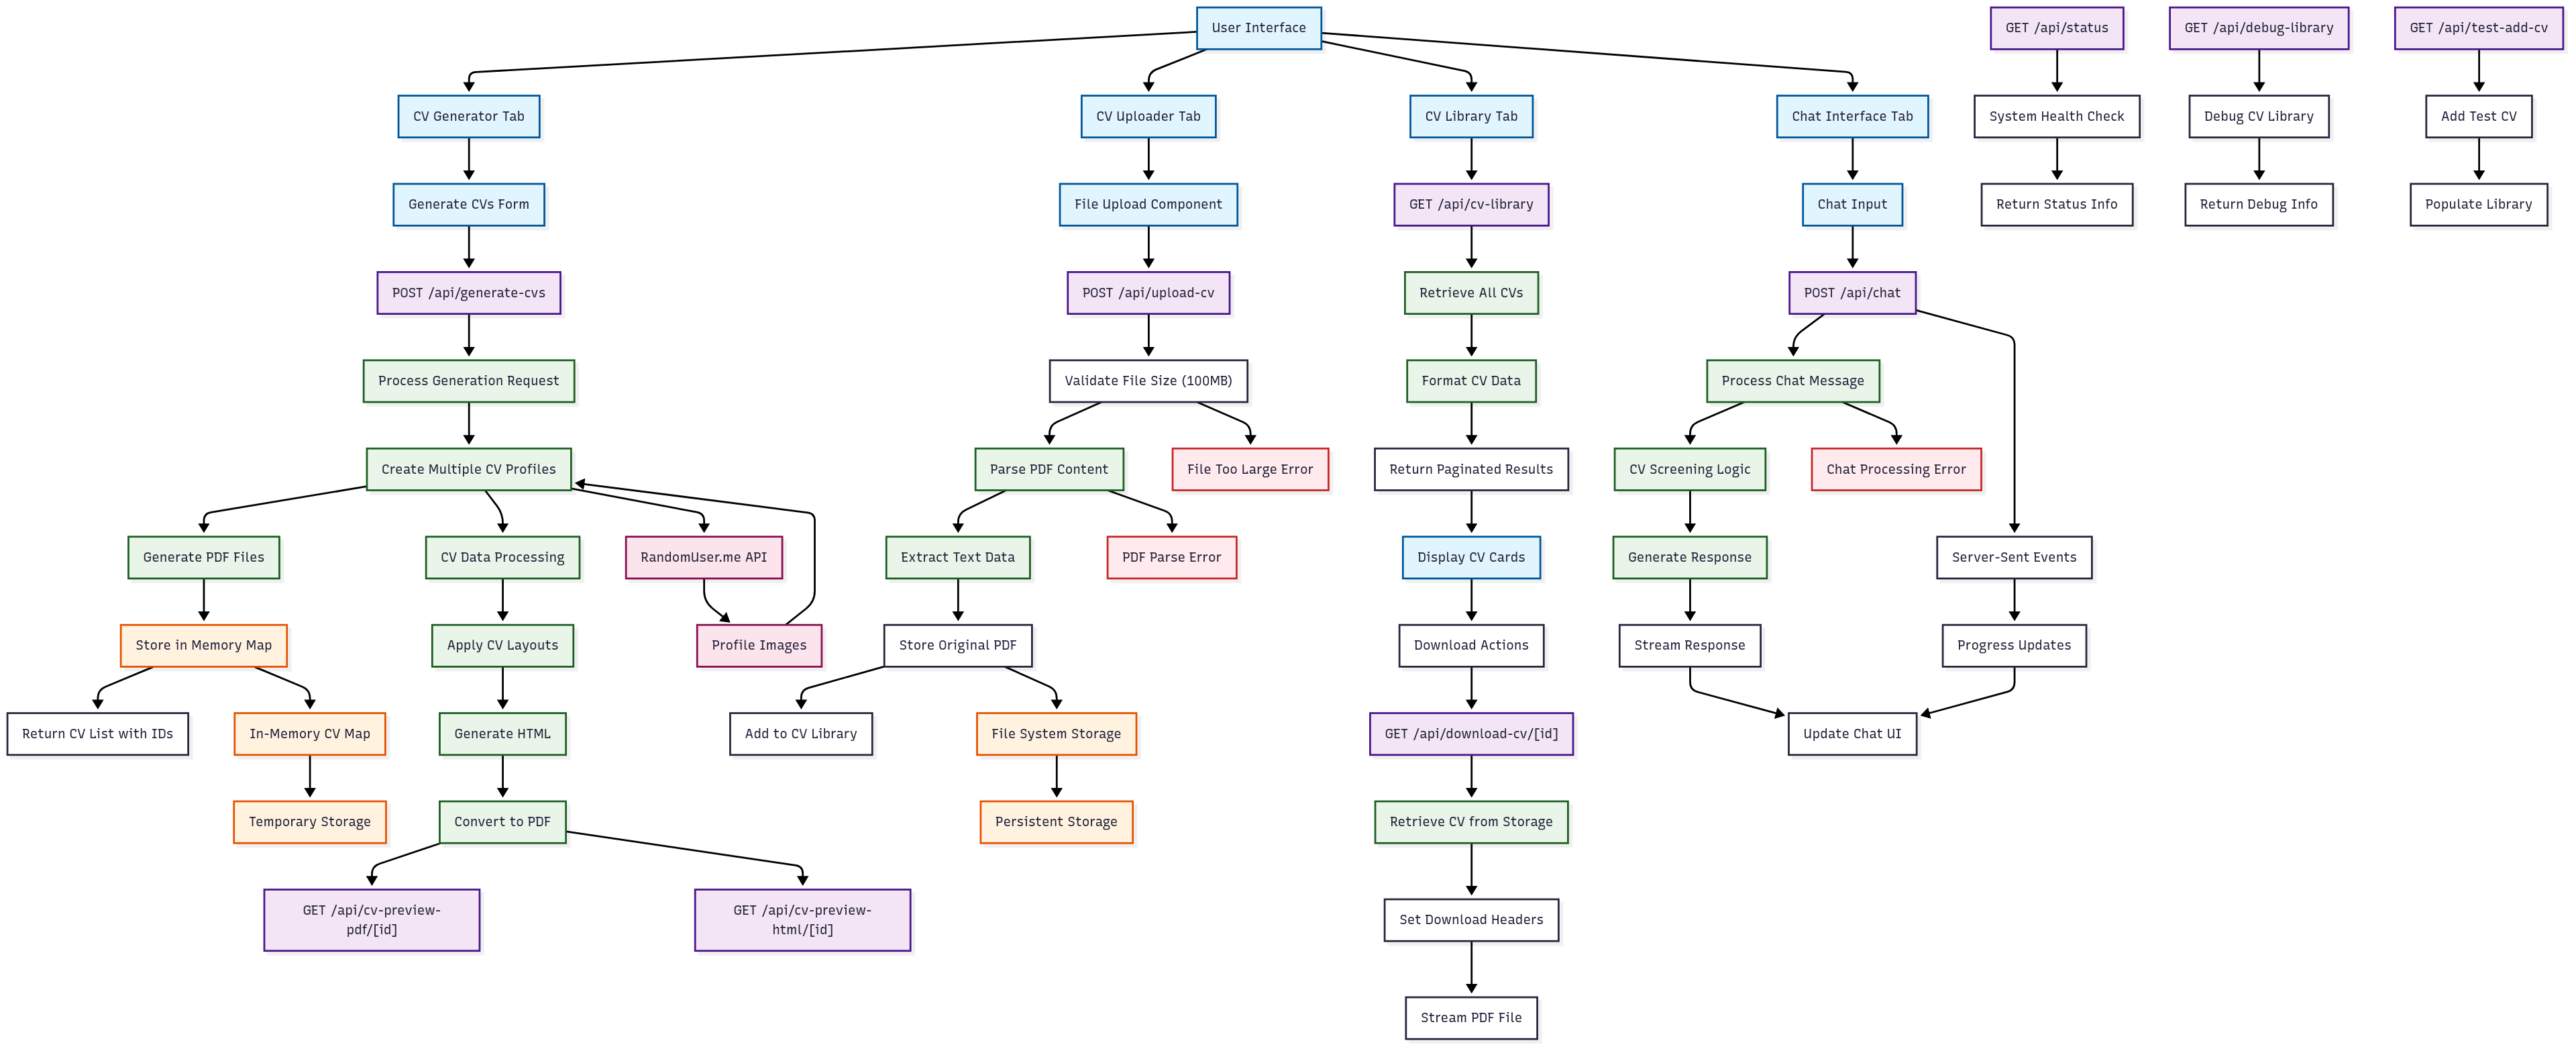 User Interface
GET /api/status
GET /api/debug-library
GET /api/test-add-cv
CV Generator Tab
CV Uploader Tab
CV Library Tab
Chat Interface Tab
System Health Check
Debug CV Library
Add Test CV
Generate CVs Form
File Upload Component
GET /api/cv-library
Chat Input
Return Status Info
Return Debug Info
Populate Library
POST /api/generate-cvs
POST /api/upload-cv
Retrieve All CVs
POST /api/chat
Process Generation Request
Validate File Size (100MB)
Format CV Data
Process Chat Message
Create Multiple CV Profiles
Parse PDF Content
File Too Large Error
Return Paginated Results
CV Screening Logic
Chat Processing Error
Generate PDF Files
CV Data Processing
RandomUser.me API
Extract Text Data
PDF Parse Error
Display CV Cards
Generate Response
Server-Sent Events
Store in Memory Map
Apply CV Layouts
Profile Images
Store Original PDF
Download Actions
Stream Response
Progress Updates
Return CV List with IDs
In-Memory CV Map
Generate HTML
Add to CV Library
File System Storage
GET /api/download-cv/[id]
Update Chat UI
Temporary Storage
Convert to PDF
Persistent Storage
Retrieve CV from Storage
GET /api/cv-preview-
pdf/[id]
GET /api/cv-preview-
html/[id]
Set Download Headers
Stream PDF File